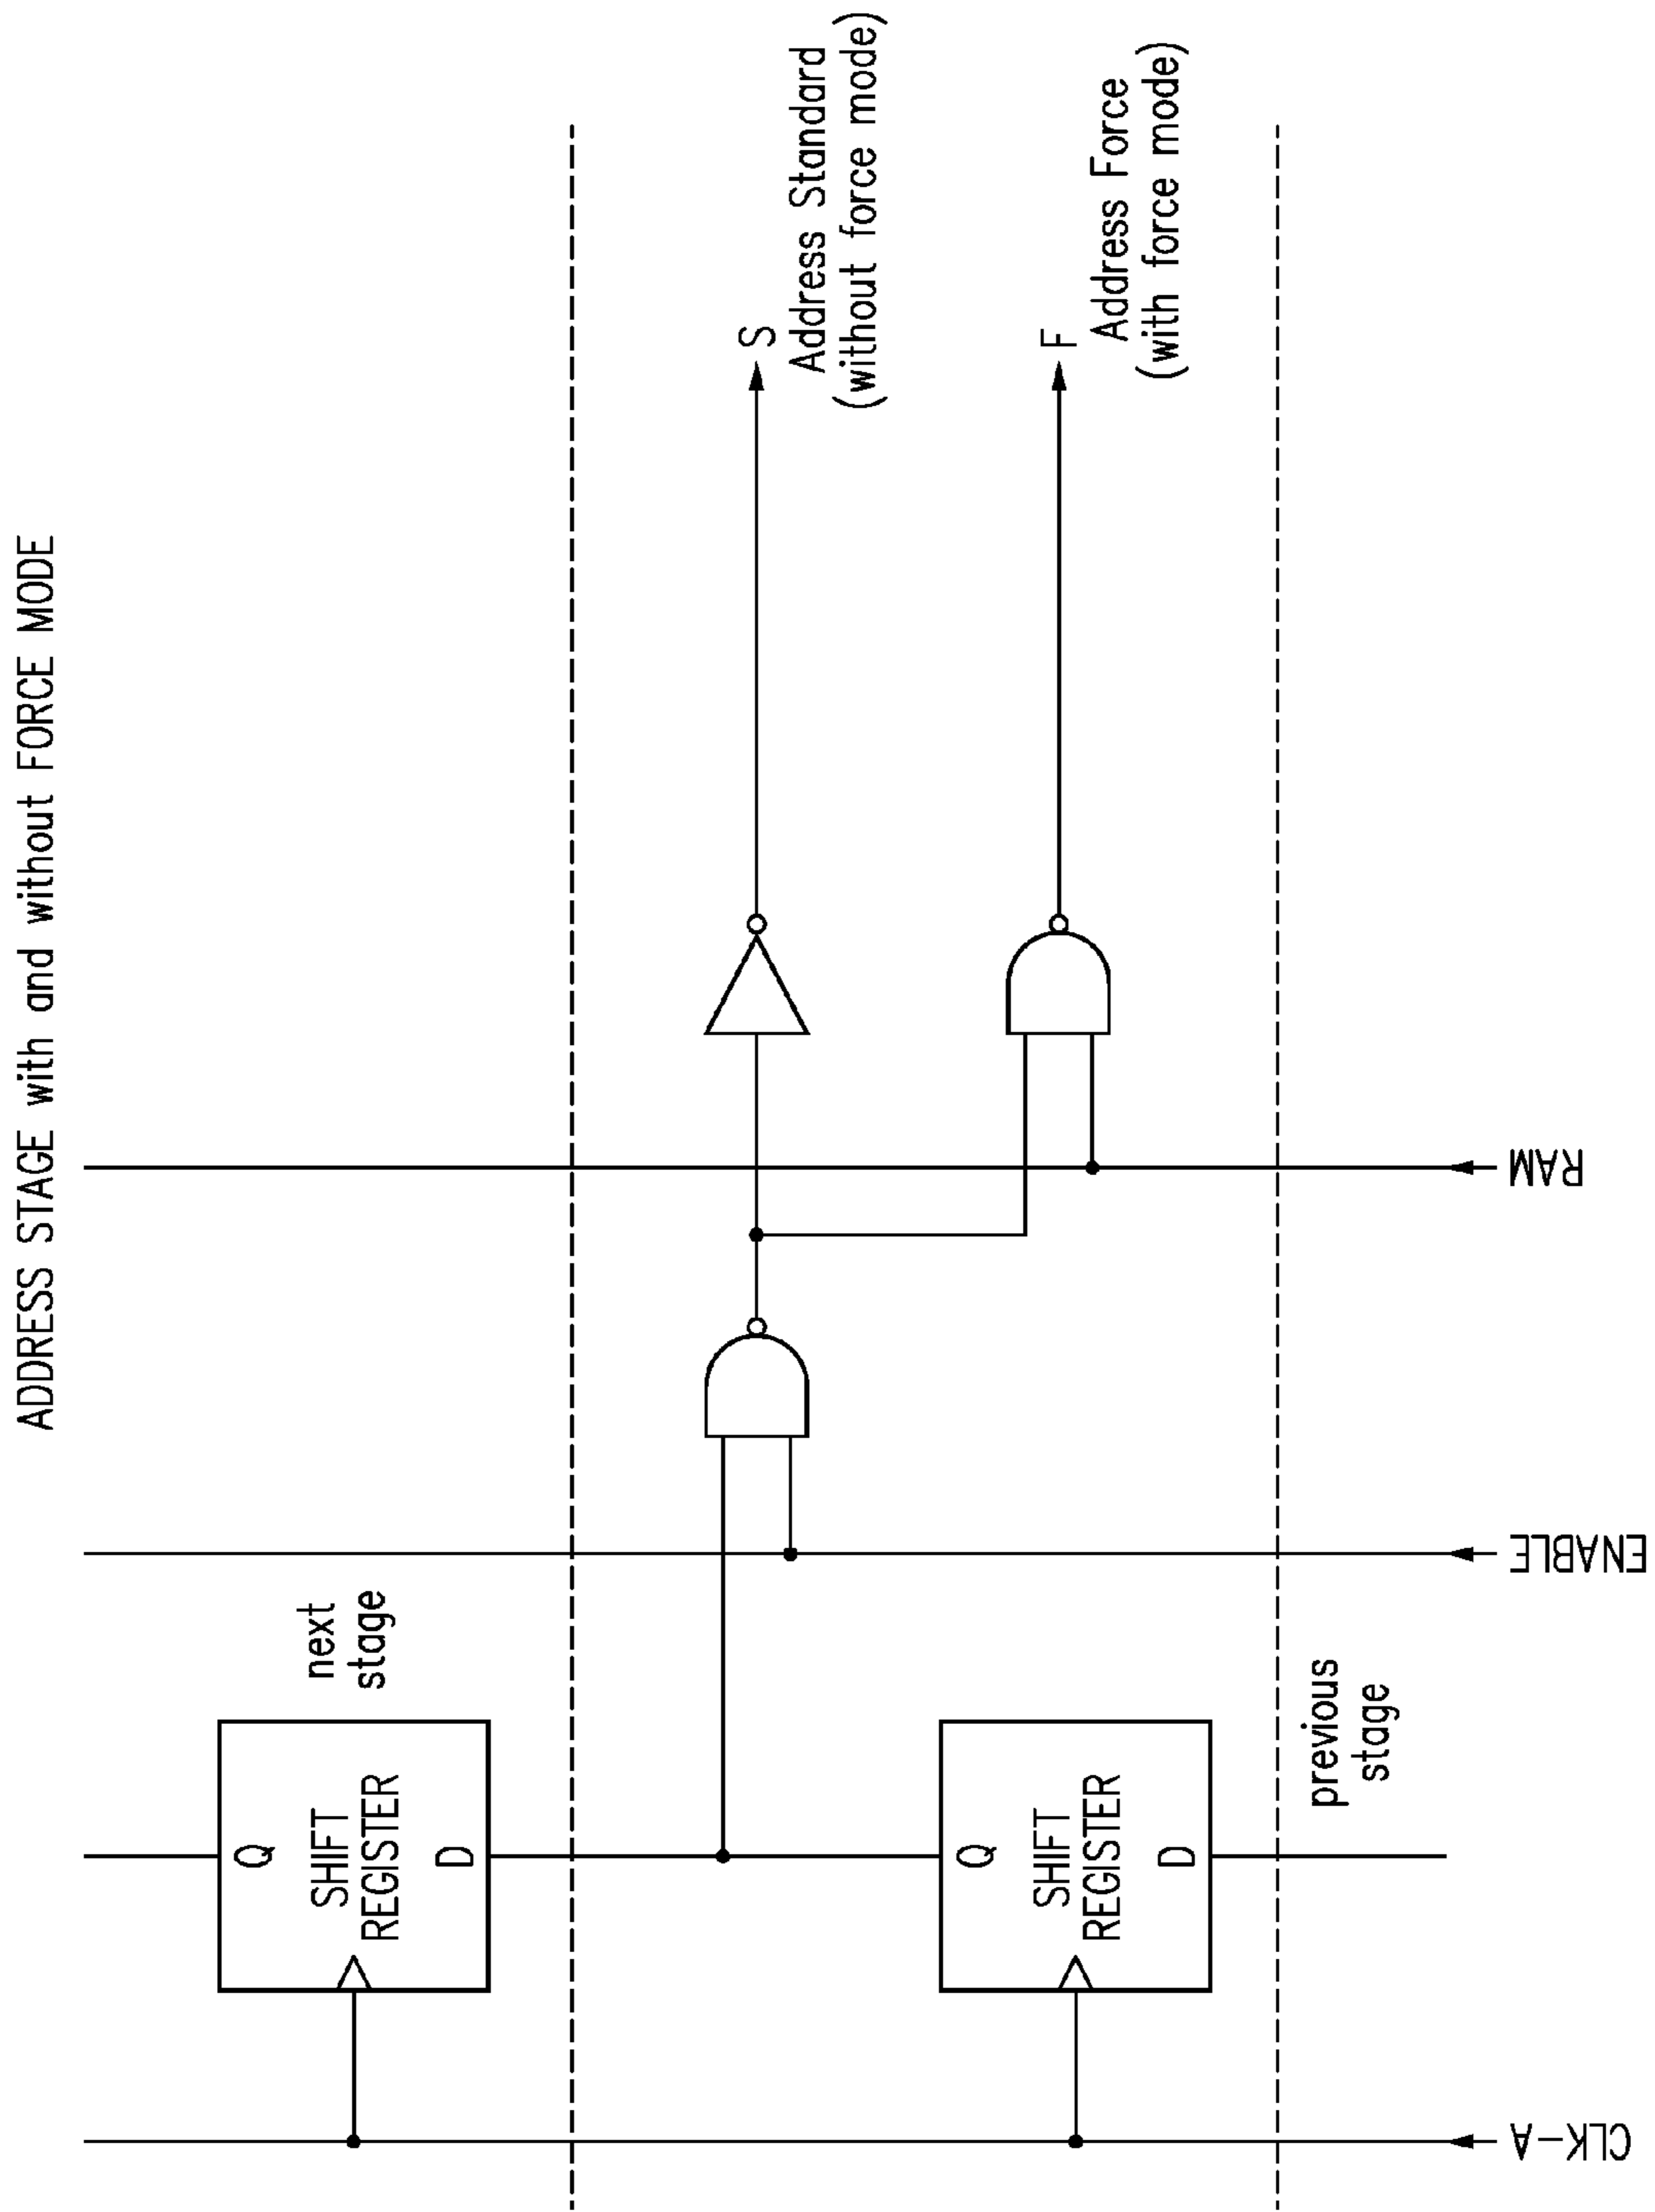 ADDRESS STAGE with and without FORCE MODE
next
stage
Q
SHIFT
REGISTER
D
S
Address Standard
(without force mode)
Q
SHIFT
REGISTER
D
F
Address Force
(with force mode)
previous
stage
CLK-A
ENABLE
RAM